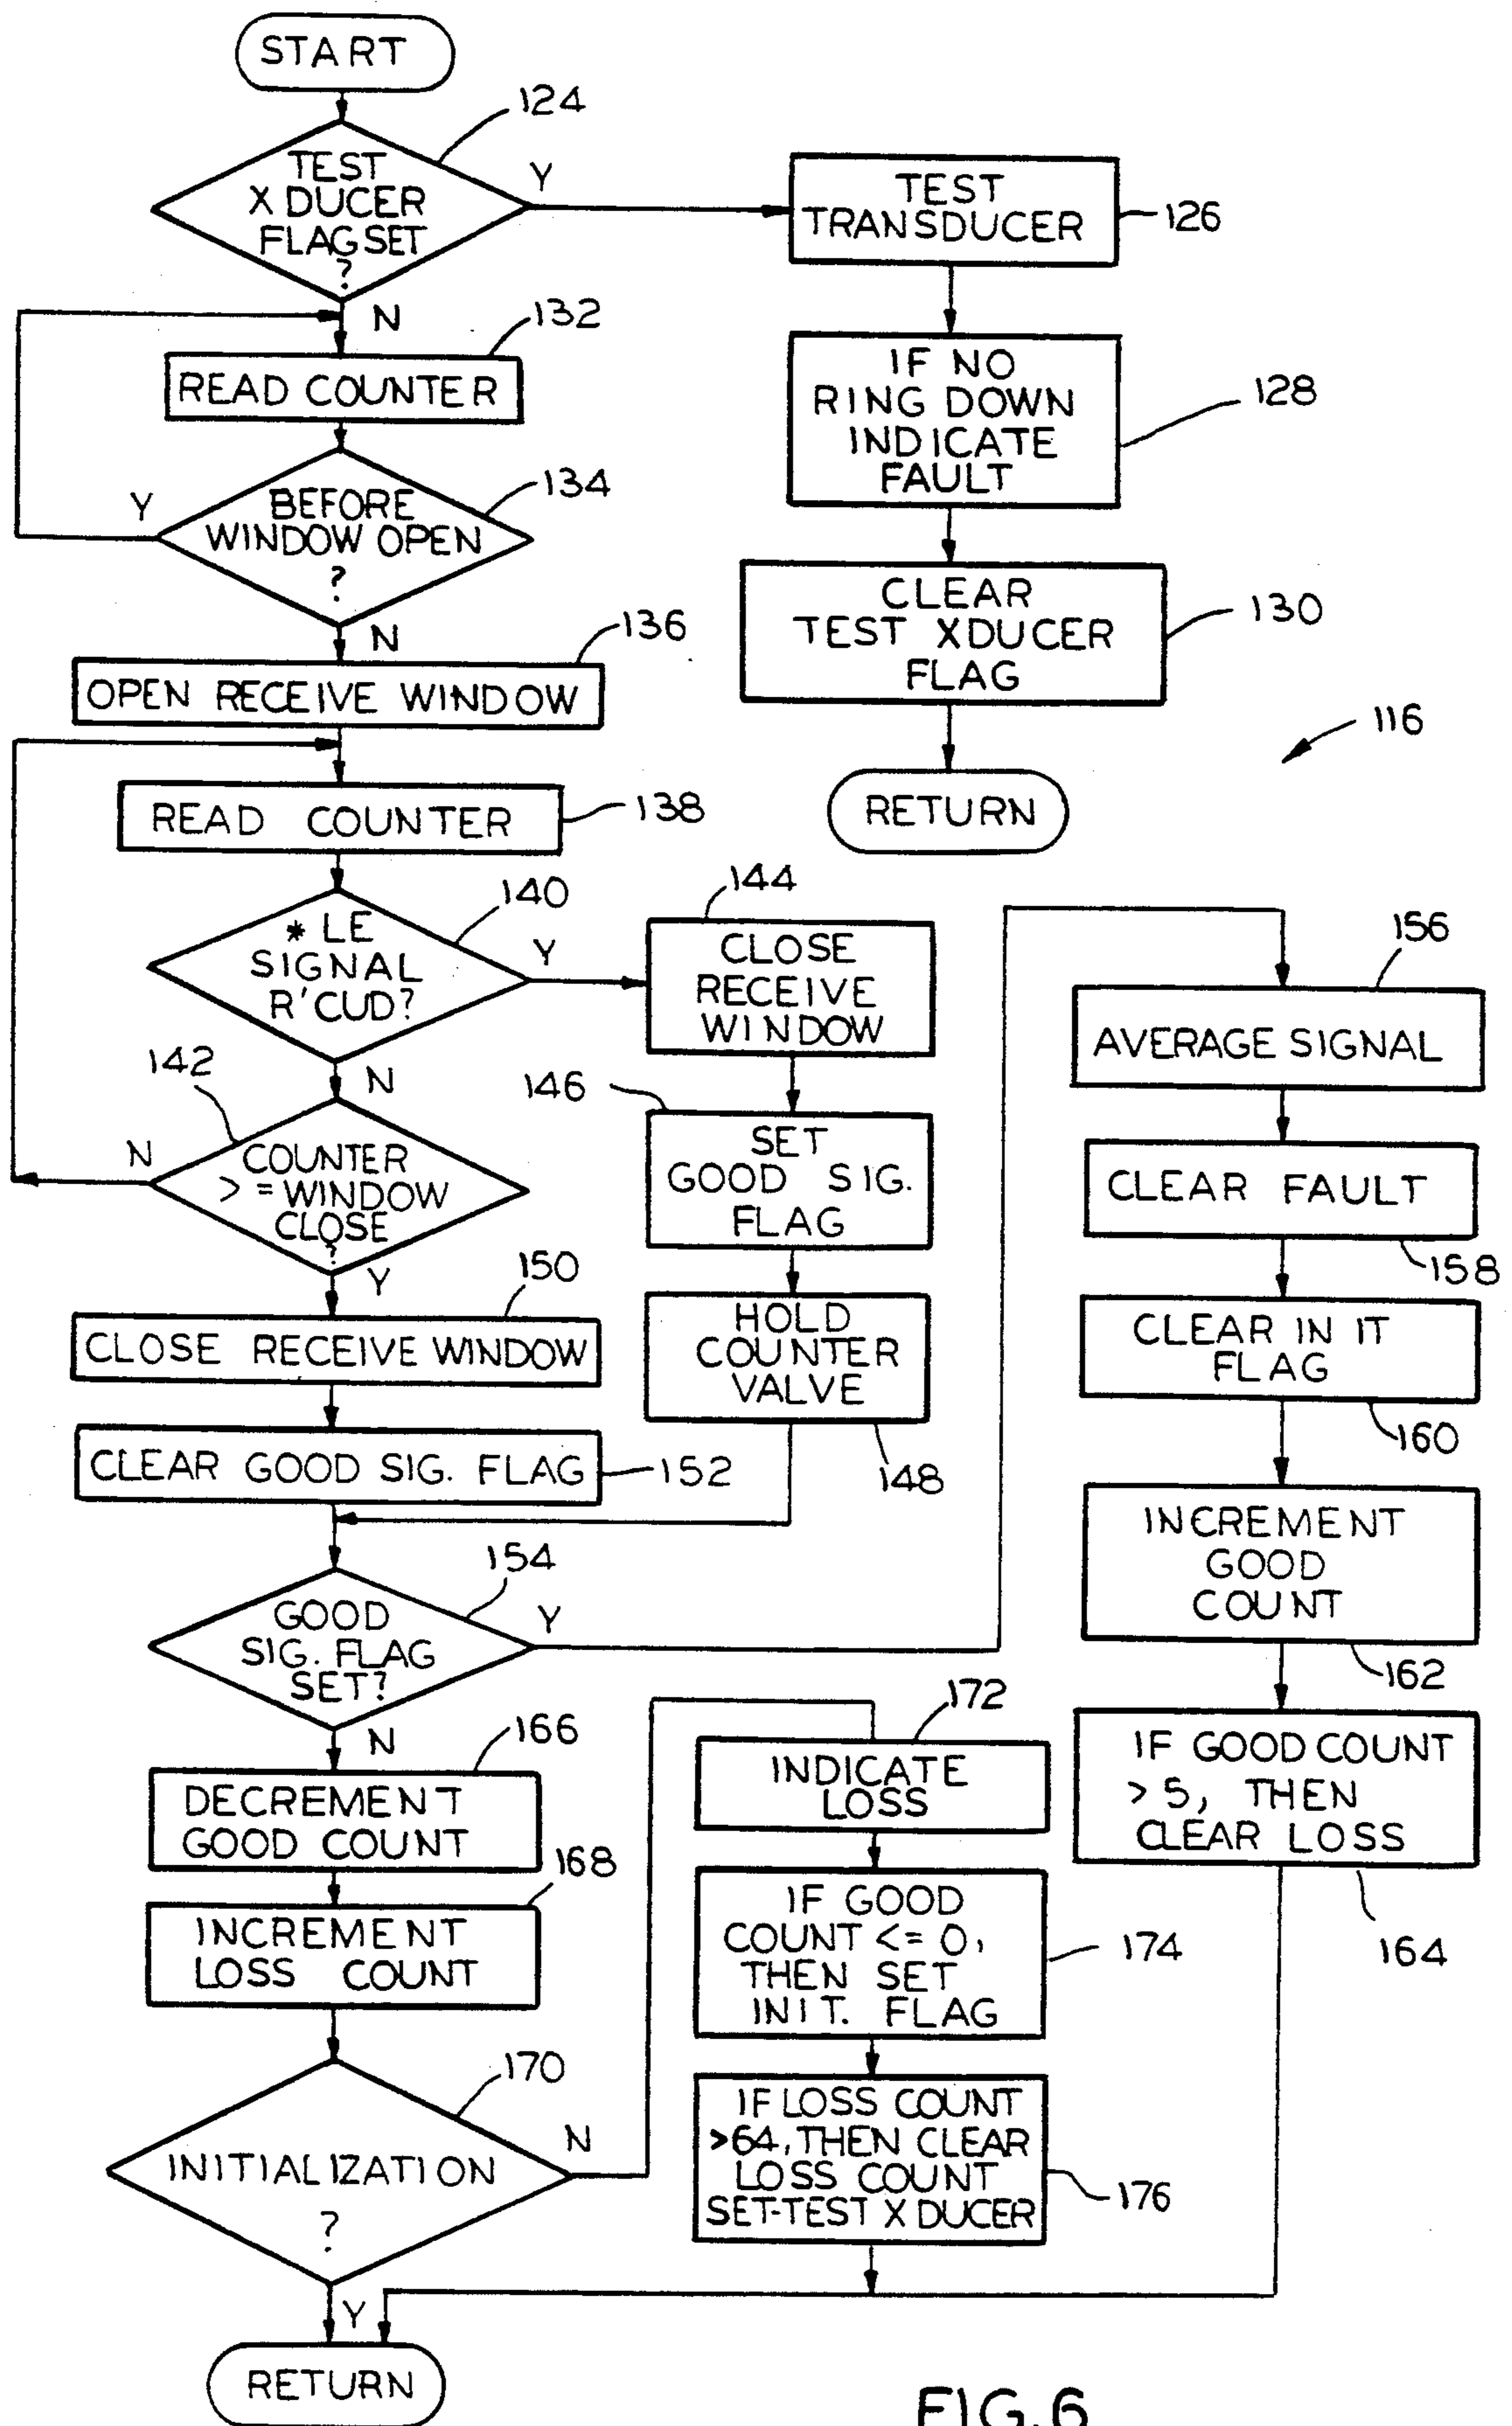 START
124
TEST
X DUCER
FLAG SET
?
Y
N
TEST
TRANSDUCER
126
IF NO
RING DOWN
INDICATE
FAULT
128
CLEAR
TEST XDUCER
FLAG
130
RETURN
116
132
READ COUNTER
134
BEFORE
WINDOW OPEN
?
Y
N
136
OPEN RECEIVE WINDOW
READ COUNTER
138
140
* LE
SIGNAL
R'CUD?
Y
N
142
COUNTER
> = WINDOW
CLOSE
?
N
Y
144
CLOSE
RECEIVE
WINDOW
146
SET
GOOD SIG.
FLAG
HOLD
COUNTER
VALVE
148
150
CLOSE RECEIVE WINDOW
CLEAR GOOD SIG. FLAG
152
154
GOOD
SIG. FLAG
SET?
Y
N
156
AVERAGE SIGNAL
CLEAR FAULT
158
CLEAR IN IT
FLAG
160
INCREMENT
GOOD
COUNT
162
IF GOOD COUNT
> 5, THEN
CLEAR LOSS
164
166
DECREMENT
GOOD COUNT
168
INCREMENT
LOSS COUNT
170
INITIALIZATION
?
N
Y
172
INDICATE
LOSS
IF GOOD
COUNT <= 0,
THEN SET
INIT. FLAG
174
IF LOSS COUNT
>64, THEN CLEAR
LOSS COUNT
SET-TEST X DUCER
176
RETURN
FIG.6